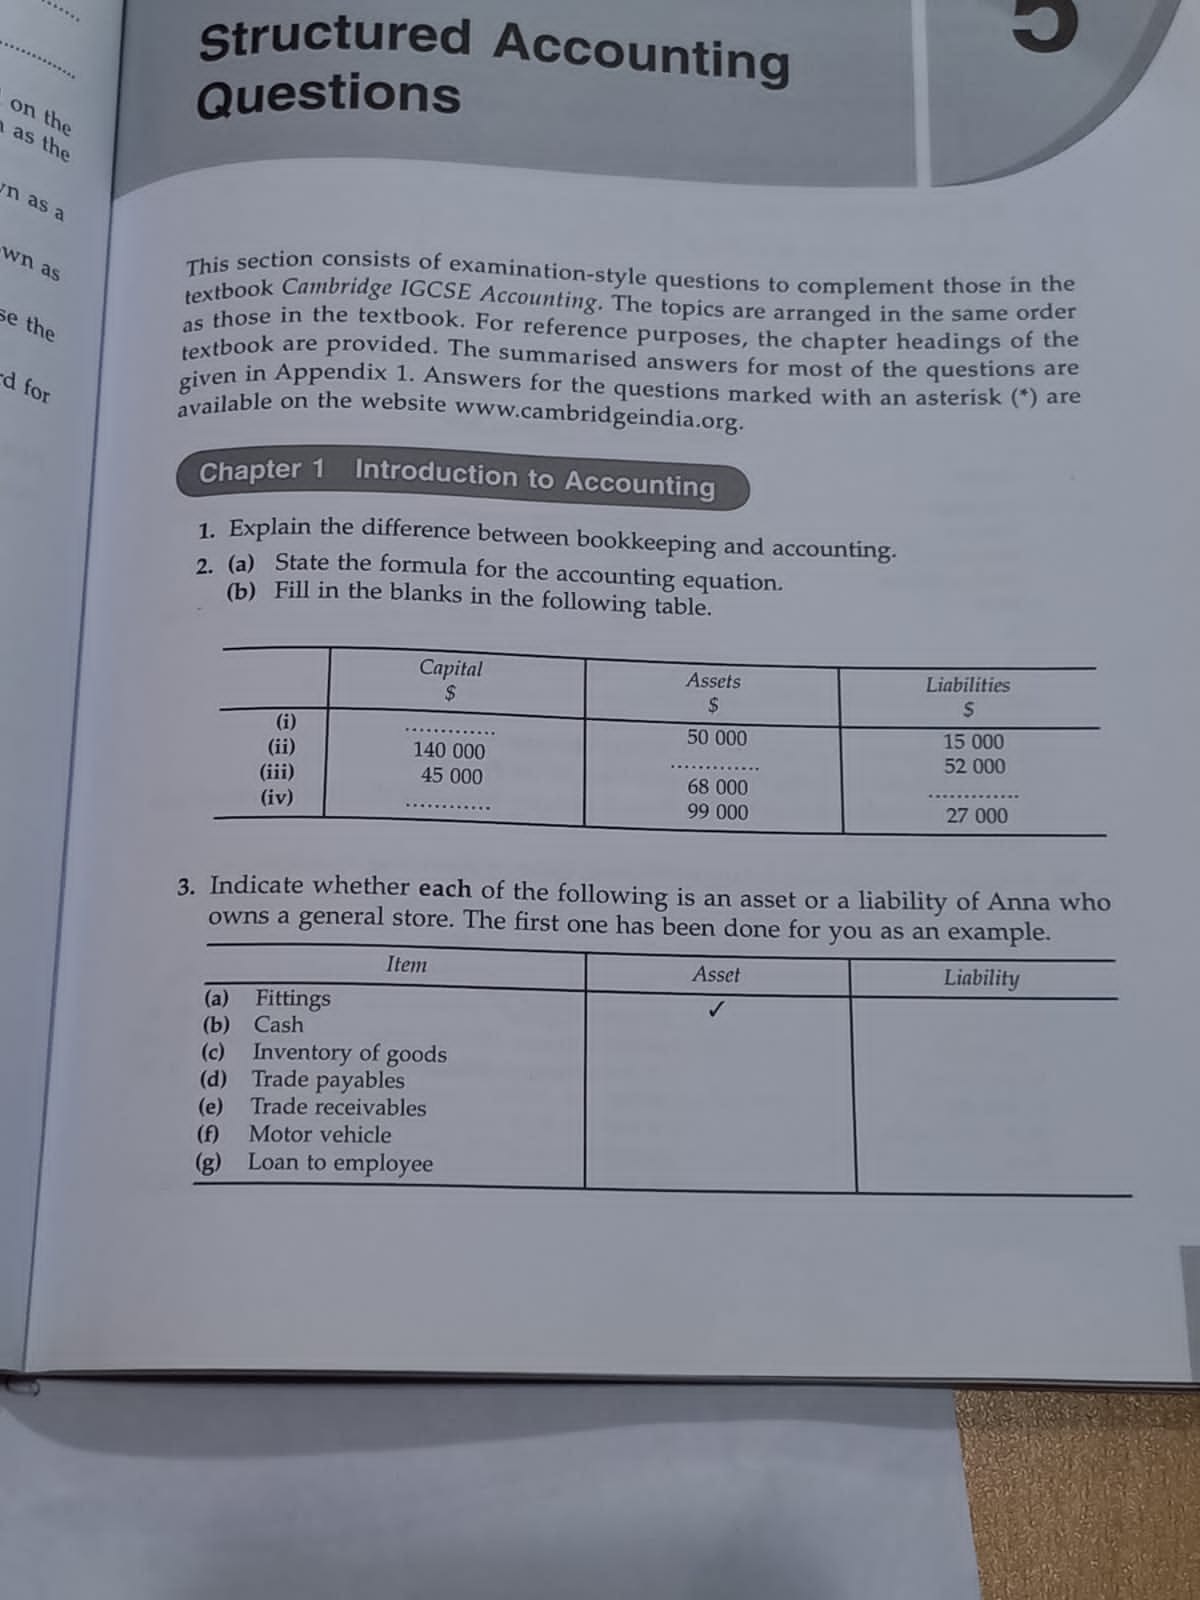 on the
as the
as a
wn as
se the
for
5
Structured Accounting
Questions
This section consists of examination-style questions to complement those in the
textbook Cambridge IGCSE Accounting. The topics are arranged in the same order
as those in the textbook. For reference purposes, the chapter headings of the
textbook are provided. The summarised answers for most of the questions are
given in Appendix 1. Answers for the questions marked with an asterisk (*) are
available on the website www.cambridgeindia.org.
Chapter 1 Introduction to Accounting
1. Explain the difference between bookkeeping and accounting.
2. (a) State the formula for the accounting equation.
(b) Fill in the blanks in the following table.
Capital Assets Liabilities
$ $ $
(i) ............. 50 000 15 000
(ii) 140 000 ............. 52 000
(iii) 45 000 68 000 .............
(iv) ............ 99 000 27 000
3. Indicate whether each of the following is an asset or a liability of Anna who
owns a general store. The first one has been done for you as an example.
Item Asset Liability
(a) Fittings ✓
(b) Cash
(c) Inventory of goods
(d) Trade payables
(e) Trade receivables
(f) Motor vehicle
(g) Loan to employee